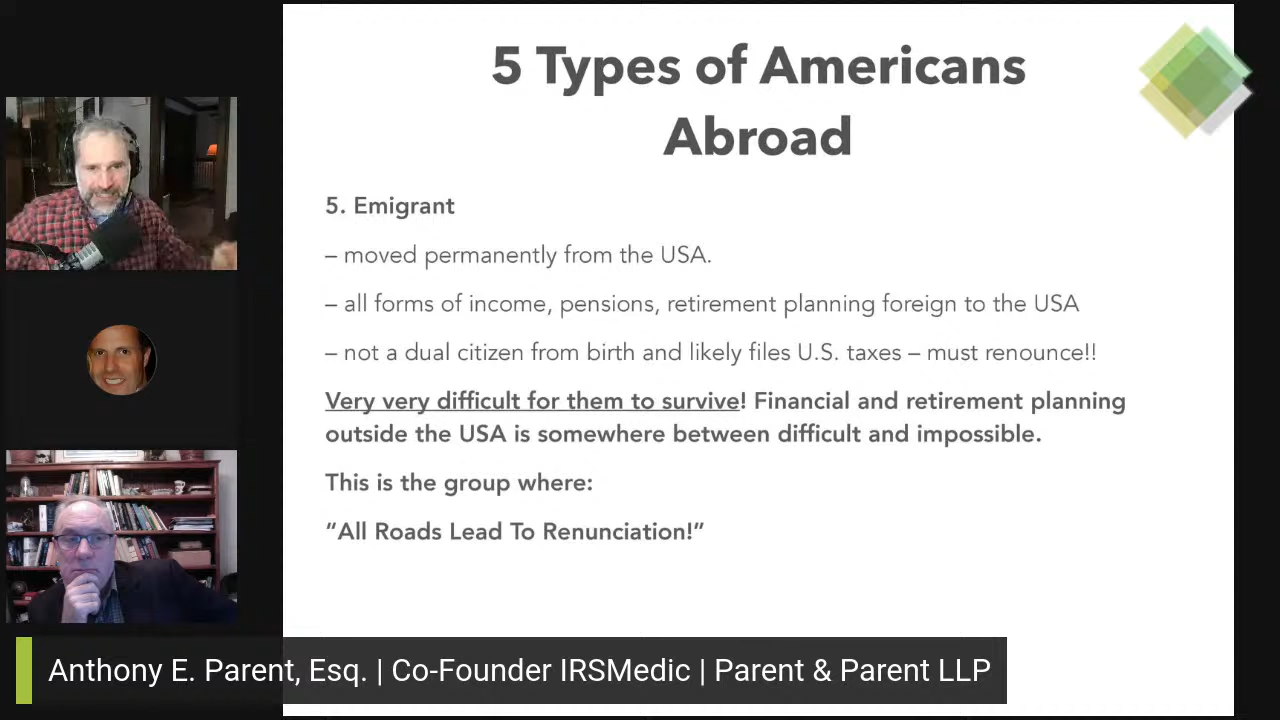 5 Types of Americans
Abroad
5. Emigrant
– moved permanently from the USA.
– all forms of income, pensions, retirement planning foreign to the USA
– not a dual citizen from birth and likely files U.S. taxes – must renounce!!
Very very difficult for them to survive! Financial and retirement planning
outside the USA is somewhere between difficult and impossible.
This is the group where:
“All Roads Lead To Renunciation!”
Anthony E. Parent, Esq. | Co-Founder IRSMedic | Parent & Parent LLP